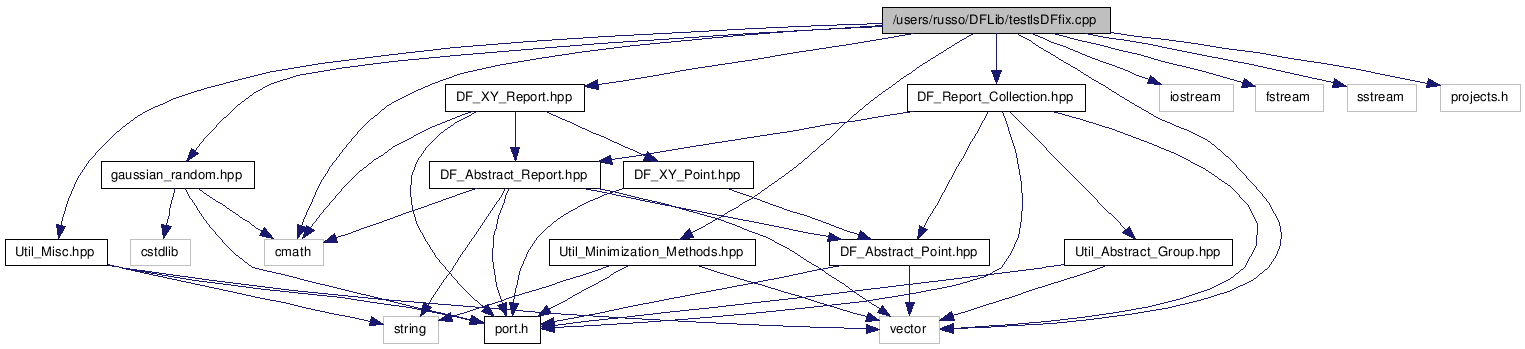 /users/russo/DFLib/testlsDFfix.cpp
DF_XY_Report.hpp
DF_Report_Collection.hpp
iostream
fstream
sstream
projects.h
gaussian_random.hpp
DF_Abstract_Report.hpp
DF_XY_Point.hpp
Util_Misc.hpp
cstdlib
cmath
Util_Minimization_Methods.hpp
DF_Abstract_Point.hpp
Util_Abstract_Group.hpp
string
port.h
vector